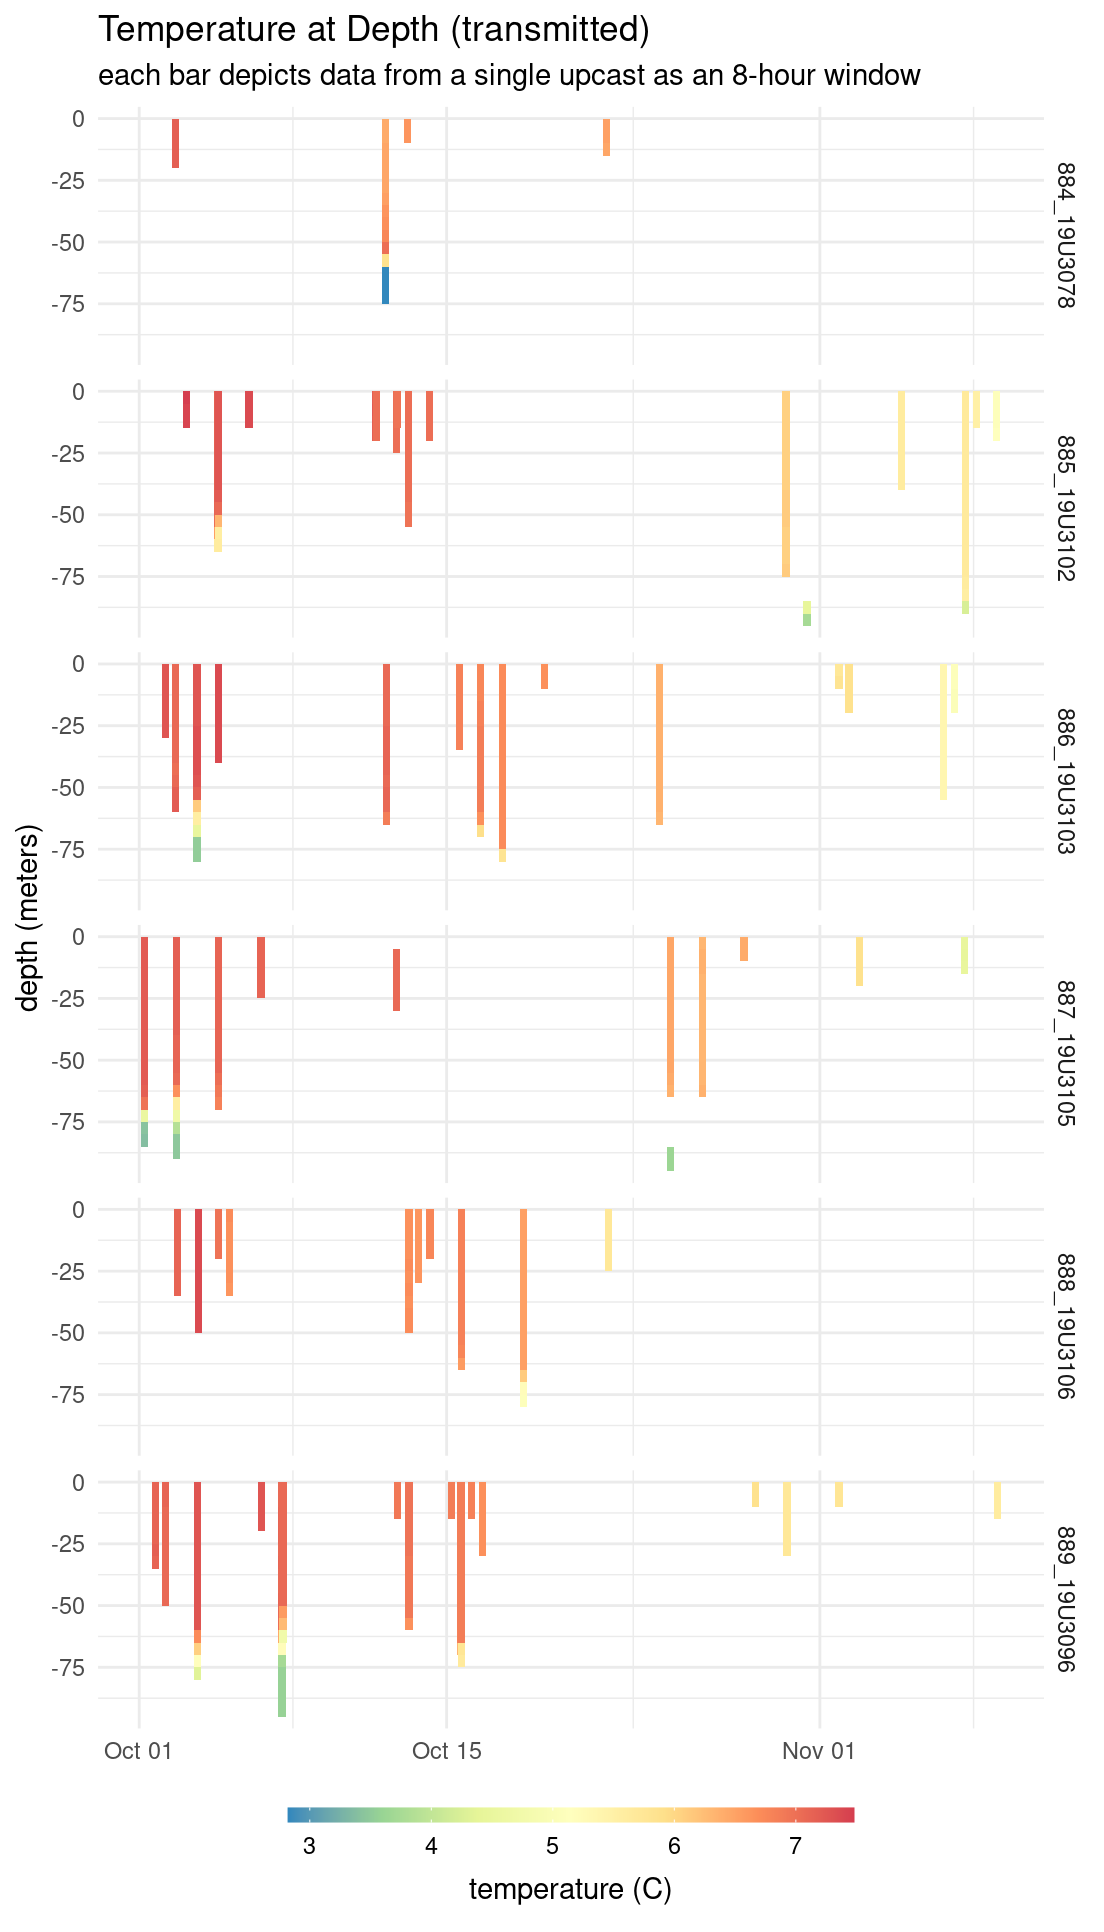 Temperature at Depth (transmitted)
each bar depicts data from a single upcast as an 8-hour window
depth (meters)
0
-25
-50
-75
884_19U3078
0
-25
-50
-75
885_19U3102
0
-25
-50
-75
886_19U3103
0
-25
-50
-75
887_19U3105
0
-25
-50
-75
888_19U3106
0
-25
-50
-75
889_19U3096
Oct 01 Oct 15 Nov 01
3 4 5 6 7
temperature (C)